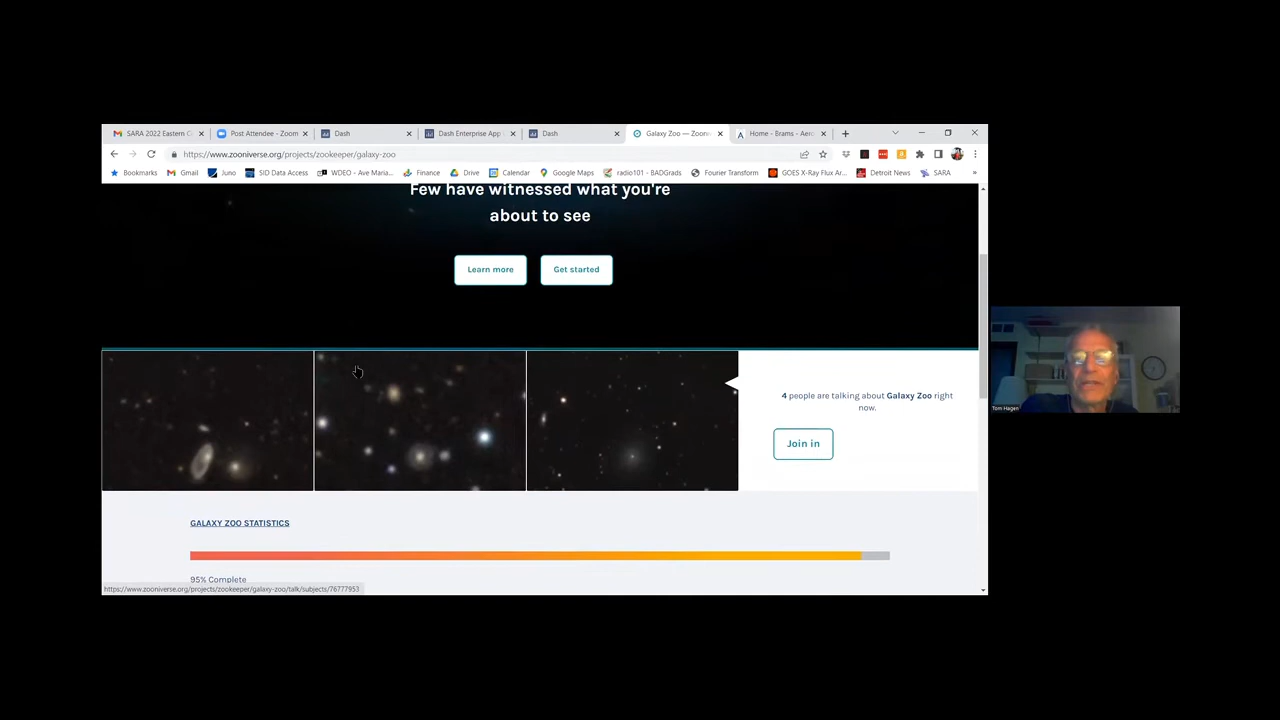 SARA 2022 Eastern C
Post Attendee - Zoom
Dash
Dash Enterprise App
Dash
Galaxy Zoo — Zooni
Home - Brams - Aer
https://www.zooniverse.org/projects/zookeeper/galaxy-zoo
Bookmarks
Gmail
Juno
SID Data Access
WDEO - Ave Maria...
Finance
Drive
Calendar
Google Maps
radio101 - BADGrads
Fourier Transform
GOES X-Ray Flux Ar...
Detroit News
SARA
»
Few have witnessed what you're
about to see
Learn more
Get started
4 people are talking about Galaxy Zoo right
now.
Join in
Tom Hagen
GALAXY ZOO STATISTICS
95% Complete
https://www.zooniverse.org/projects/zookeeper/galaxy-zoo/talk/subjects/76777953